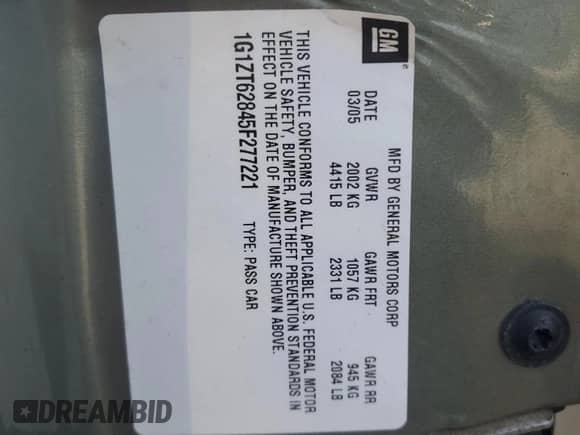 GM
MFD BY GENERAL MOTORS CORP
DATE GVWR GAWR FRT GAWR RR
03/05 2002 KG 1057 KG 945 KG
4415 LB 2331 LB 2084 LB
THIS VEHICLE CONFORMS TO ALL APPLICABLE U.S. FEDERAL MOTOR
VEHICLE SAFETY, BUMPER, AND THEFT PREVENTION STANDARDS IN
EFFECT ON THE DATE OF MANUFACTURE SHOWN ABOVE.
1G1ZT62845F277221 TYPE: PASS CAR
DREAMBID